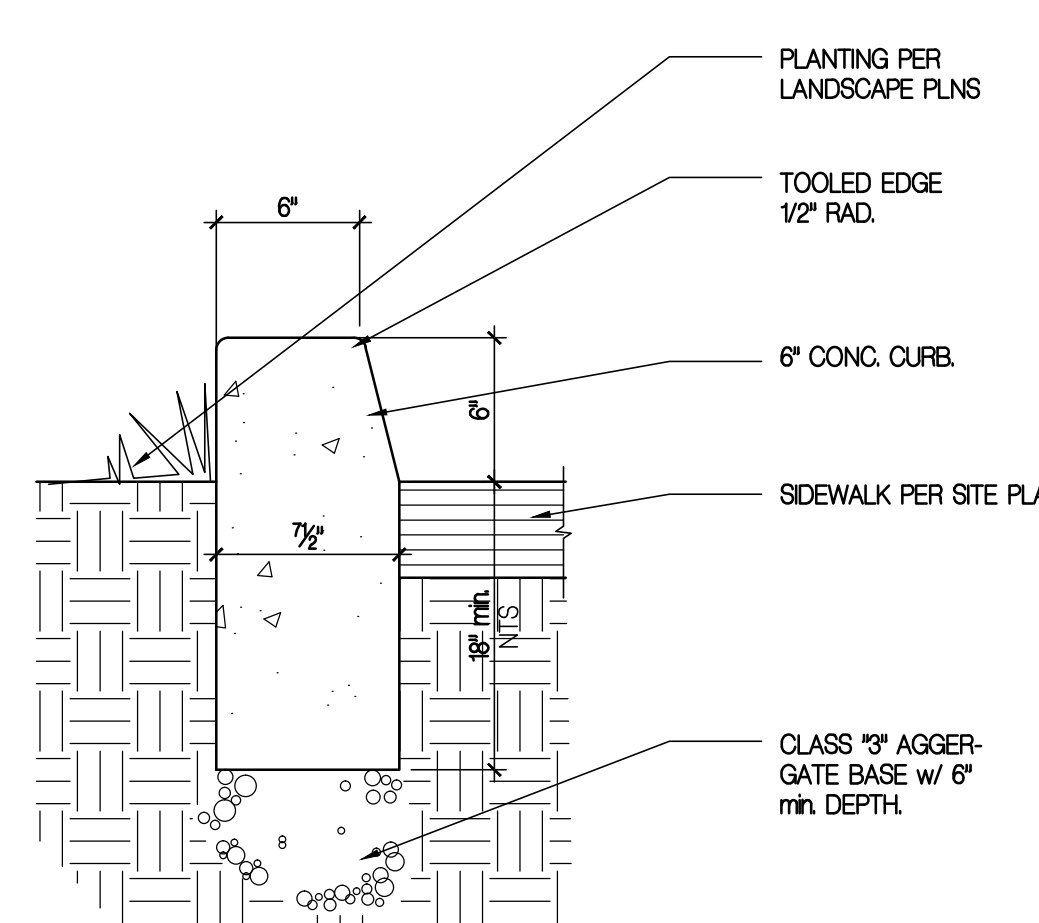 PLANTING PER
LANDSCAPE PLNS
TOOLED EDGE
1/2" RAD.
6"
6" CONC. CURB.
6"
SIDEWALK PER SITE PLA
7½"
18" min.
NTS
CLASS "3" AGGER-
GATE BASE w/ 6"
min. DEPTH.